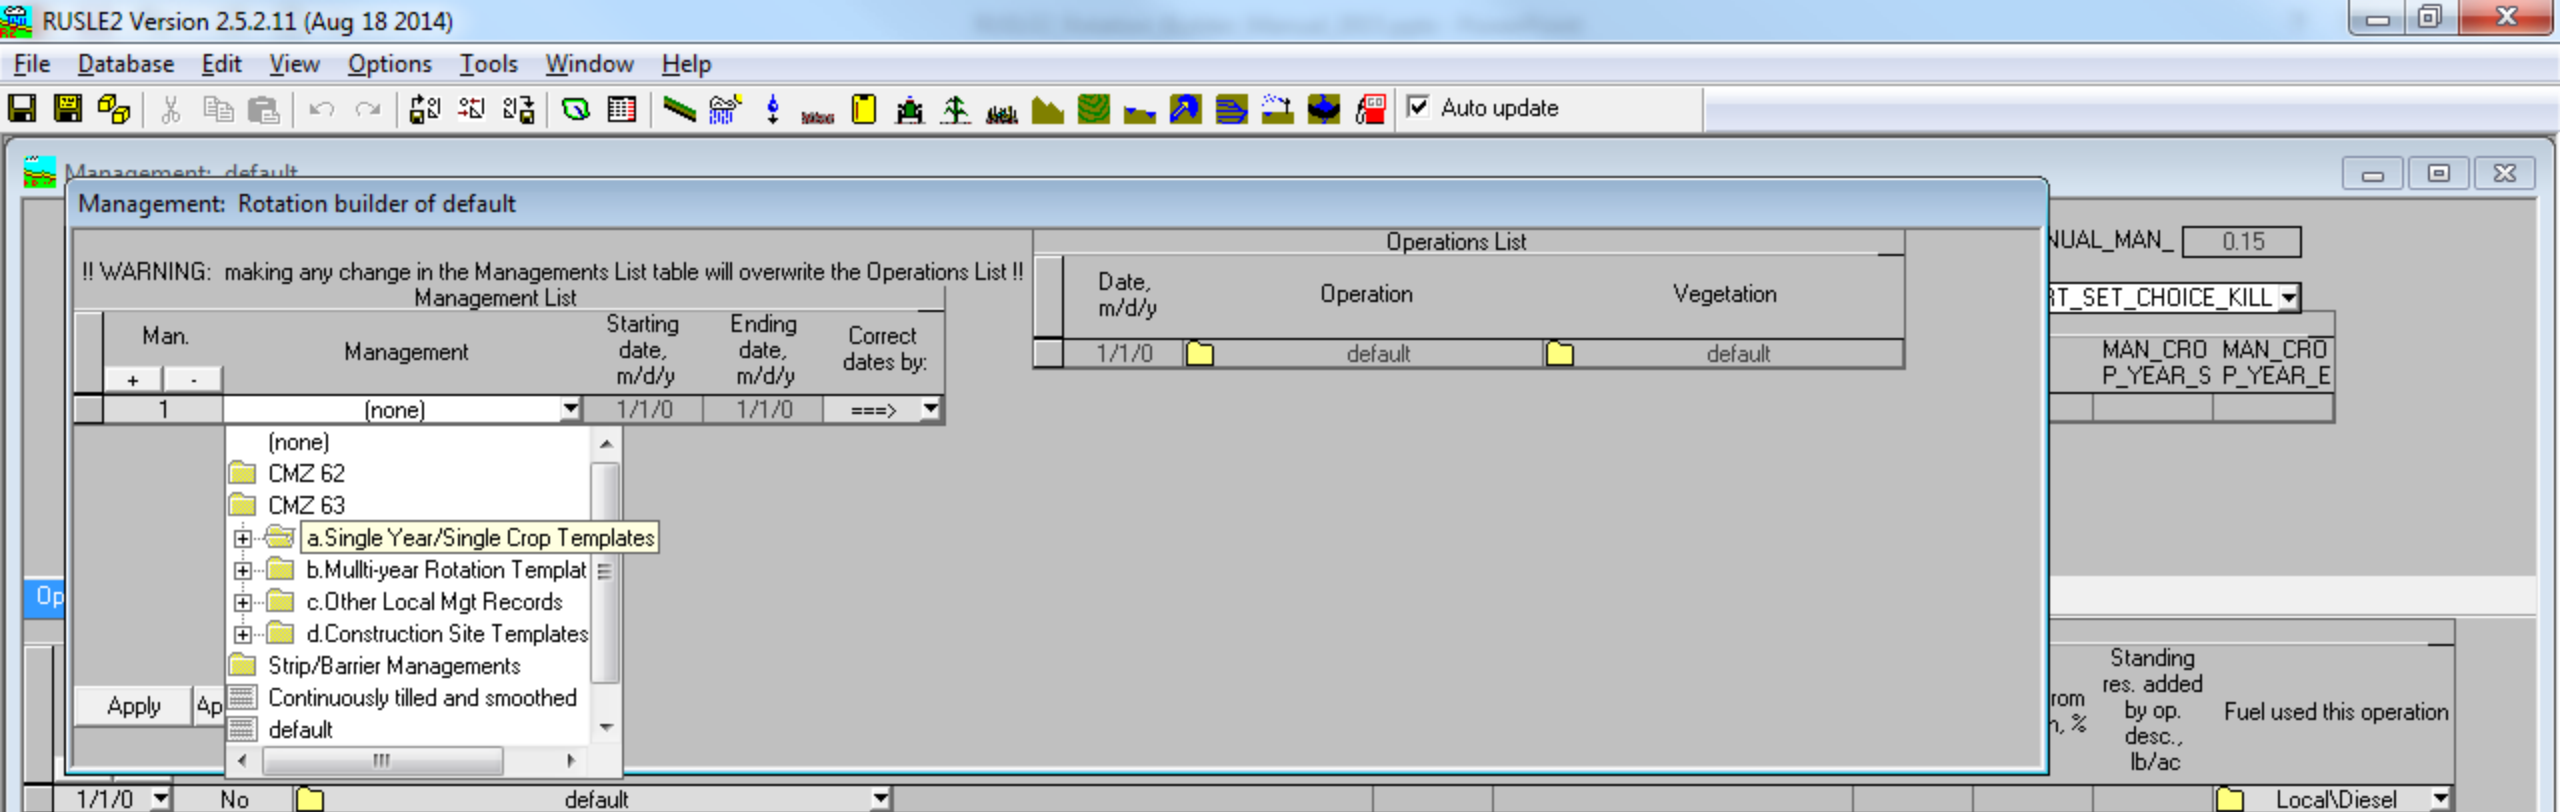 RUSLE2 Version 2.5.2.11 (Aug 18 2014)
File Database Edit View Options Tools Window Help
Auto update
Management: default
Management: Rotation builder of default
!! WARNING: making any change in the Managements List table will overwrite the Operations List !!
Management List
Man.
+ -
Management
Starting date, m/d/y
Ending date, m/d/y
Correct dates by:
1 (none) 1/1/0 1/1/0 ===>
(none)
CMZ 62
CMZ 63
a.Single Year/Single Crop Templates
b.Mullti-year Rotation Templat
c.Other Local Mgt Records
d.Construction Site Templates
Strip/Barrier Managements
Continuously tilled and smoothed
default
Apply Ap
Operations List
Date, m/d/y
Operation
Vegetation
1/1/0 default default
NUAL_MAN_ 0.15
RT_SET_CHOICE_KILL
MAN_CRO MAN_CRO
P_YEAR_S P_YEAR_E
Op
rom
n, %
Standing
res. added
by op.
desc.,
lb/ac
Fuel used this operation
1/1/0 No default Local\Diesel